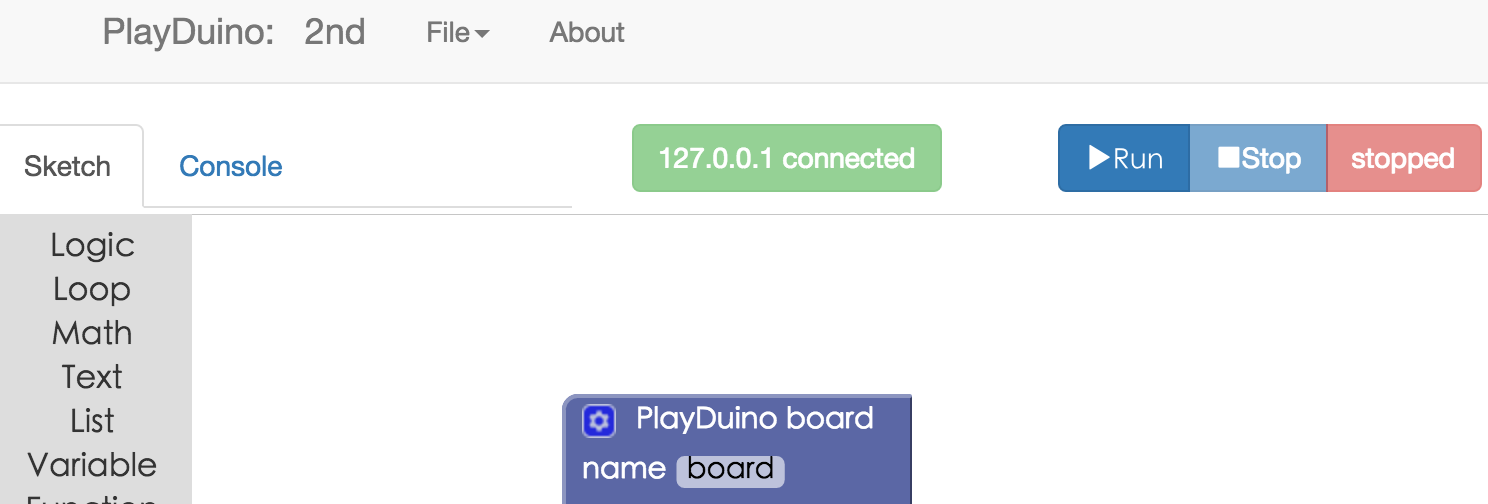 PlayDuino: 2nd File About
Sketch Console 127.0.0.1 connected Run Stop stopped
Logic
Loop
Math
Text
List
Variable
Function
PlayDuino board
name board